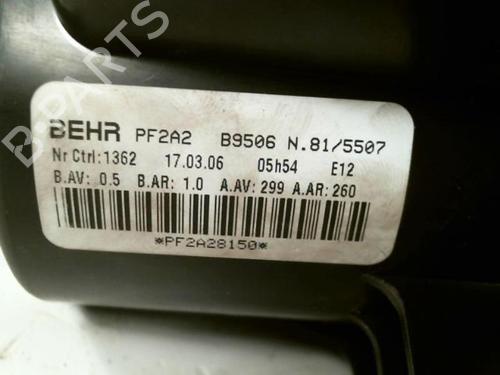 BEHR PF2A2 B9506 N.81/5507
Nr Ctrl:1362 17.03.06 05h54 E12
B.AV: 0.5 B.AR: 1.0 A.AV: 299 A.AR: 260
*PF2A28150*
B-PARTS